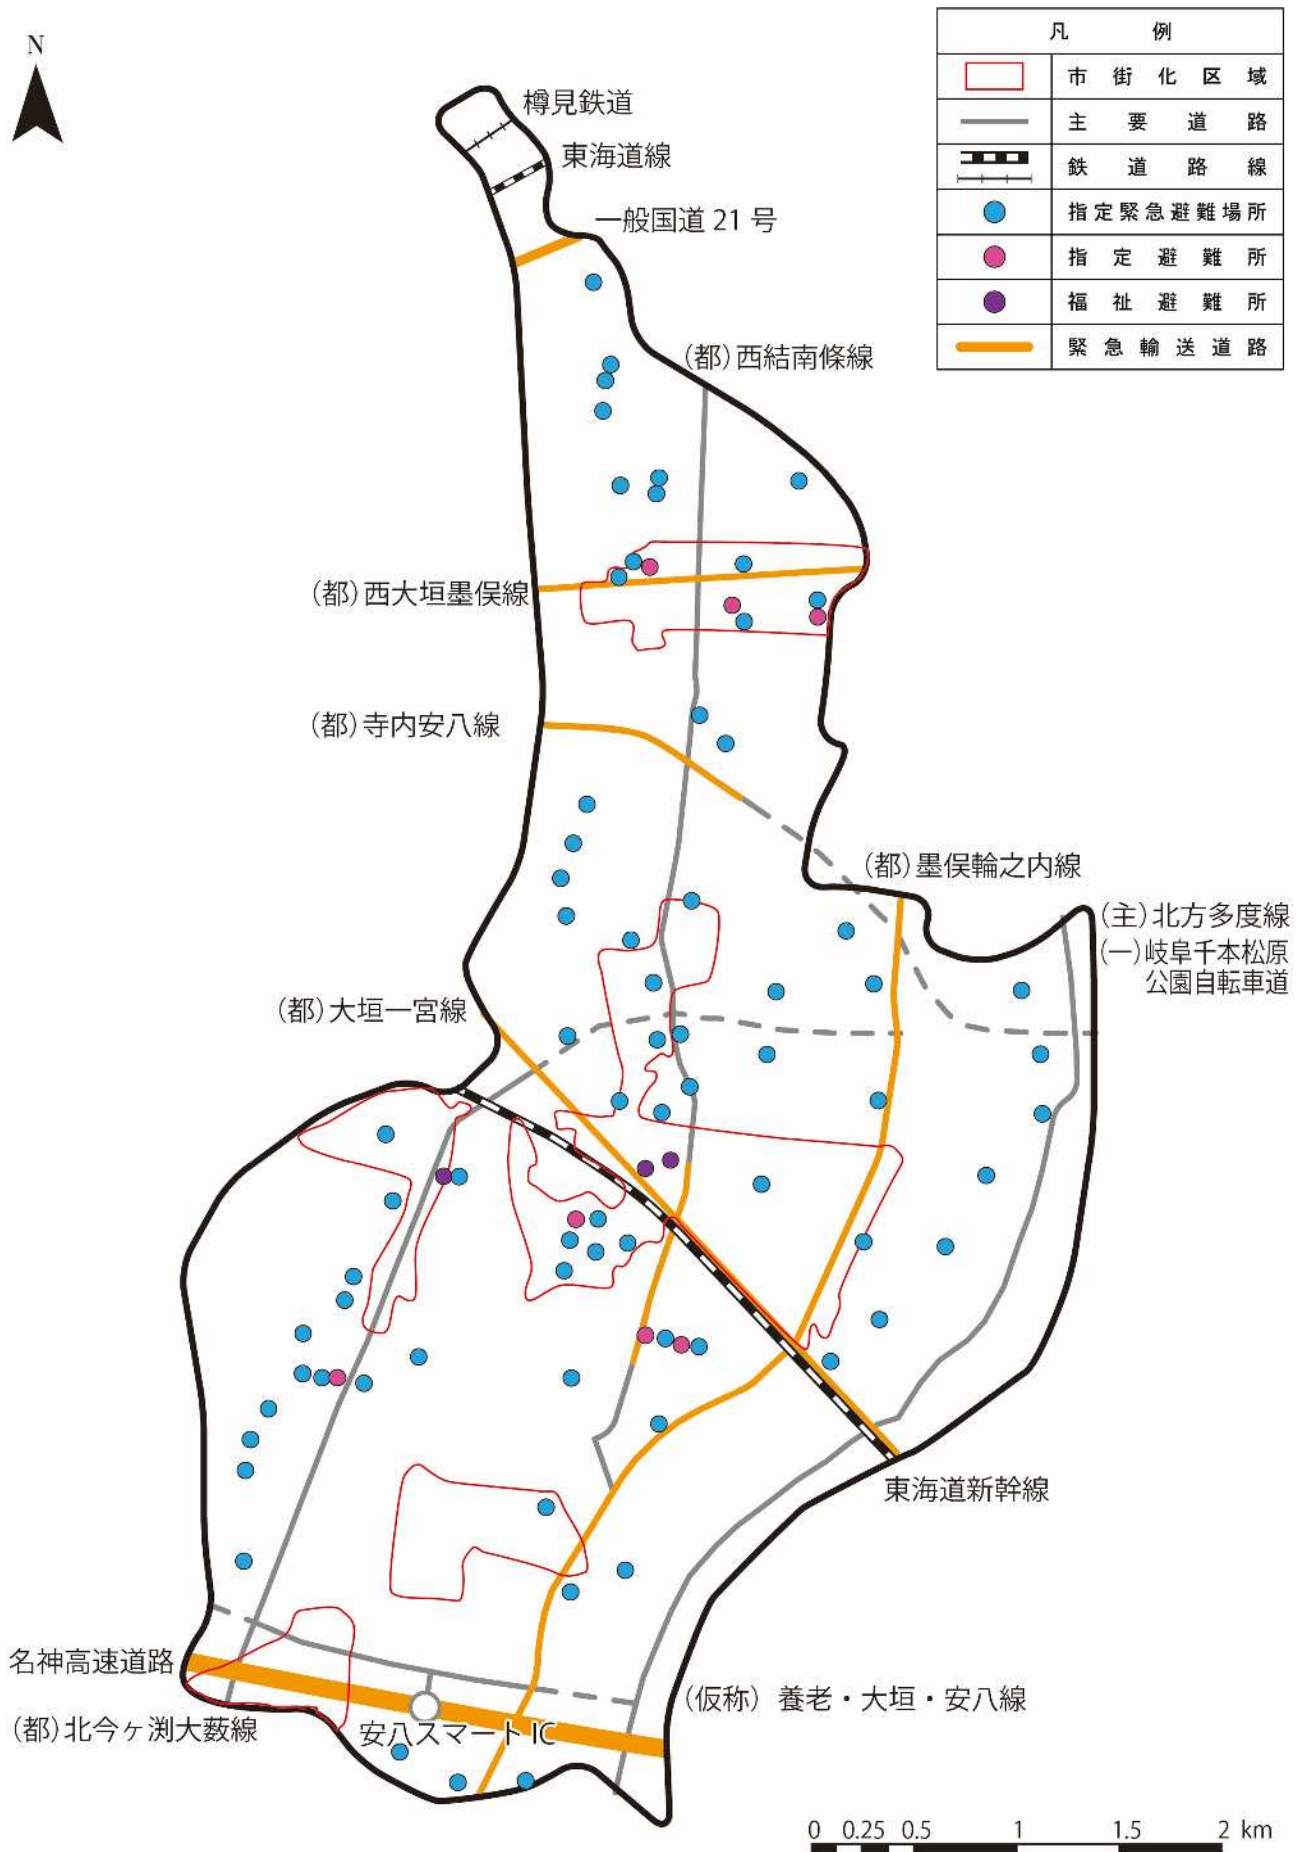 N
凡例
市街化区域
主要道路
鉄道路線
指定緊急避難場所
指定避難所
福祉避難所
緊急輸送道路
樽見鉄道
東海道線
一般国道 21 号
(都)西結南條線
(都)西大垣墨俣線
(都)寺内安八線
(都)墨俣輪之内線
(主)北方多度線
(一)岐阜千本松原
公園自転車道
(都)大垣一宮線
東海道新幹線
名神高速道路
(仮称) 養老・大垣・安八線
(都)北今ヶ渕大薮線
安八スマート IC
0 0.25 0.5 1 1.5 2 km